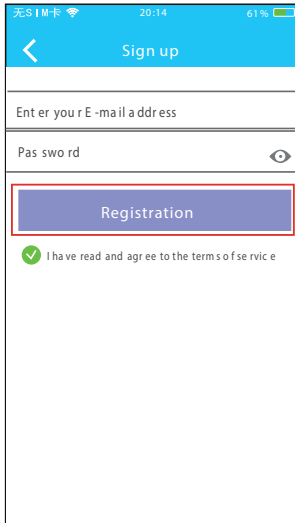 无SIM卡 20:14 61%
Sign up
Enter your E-mail address
Password
Registration
I have read and agree to the terms of service